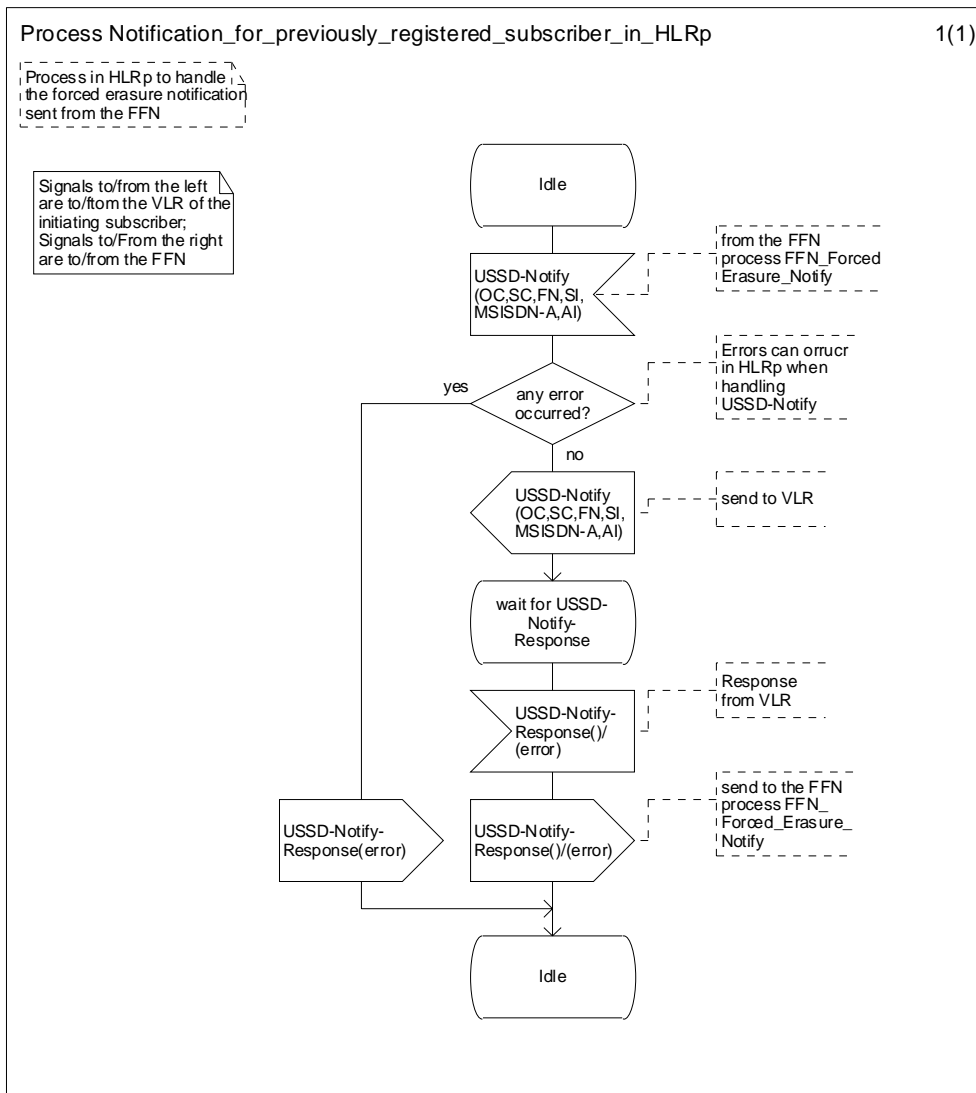 Process Notification_for_previously_registered_subscriber_in_HLRp
1(1)
Process in HLRp to handle
the forced erasure notification
sent from the FFN
Signals to/from the left
are to/ftom the VLR of the
initiating subscriber;
Signals to/From the right
are to/from the FFN
Idle
USSD-Notify
(OC,SC,FN,SI,
MSISDN-A,AI)
from the FFN
process FFN_Forced
Erasure_Notify
yes
any error
occurred?
Errors can orrucr
in HLRp when
handling
USSD-Notify
no
USSD-Notify
(OC,SC,FN,SI,
MSISDN-A,AI)
send to VLR
wait for USSD-
Notify-
Response
USSD-Notify-
Response()/
(error)
Response
from VLR
USSD-Notify-
Response(error)
USSD-Notify-
Response()/(error)
send to the FFN
process FFN_
Forced_Erasure_
Notify
Idle